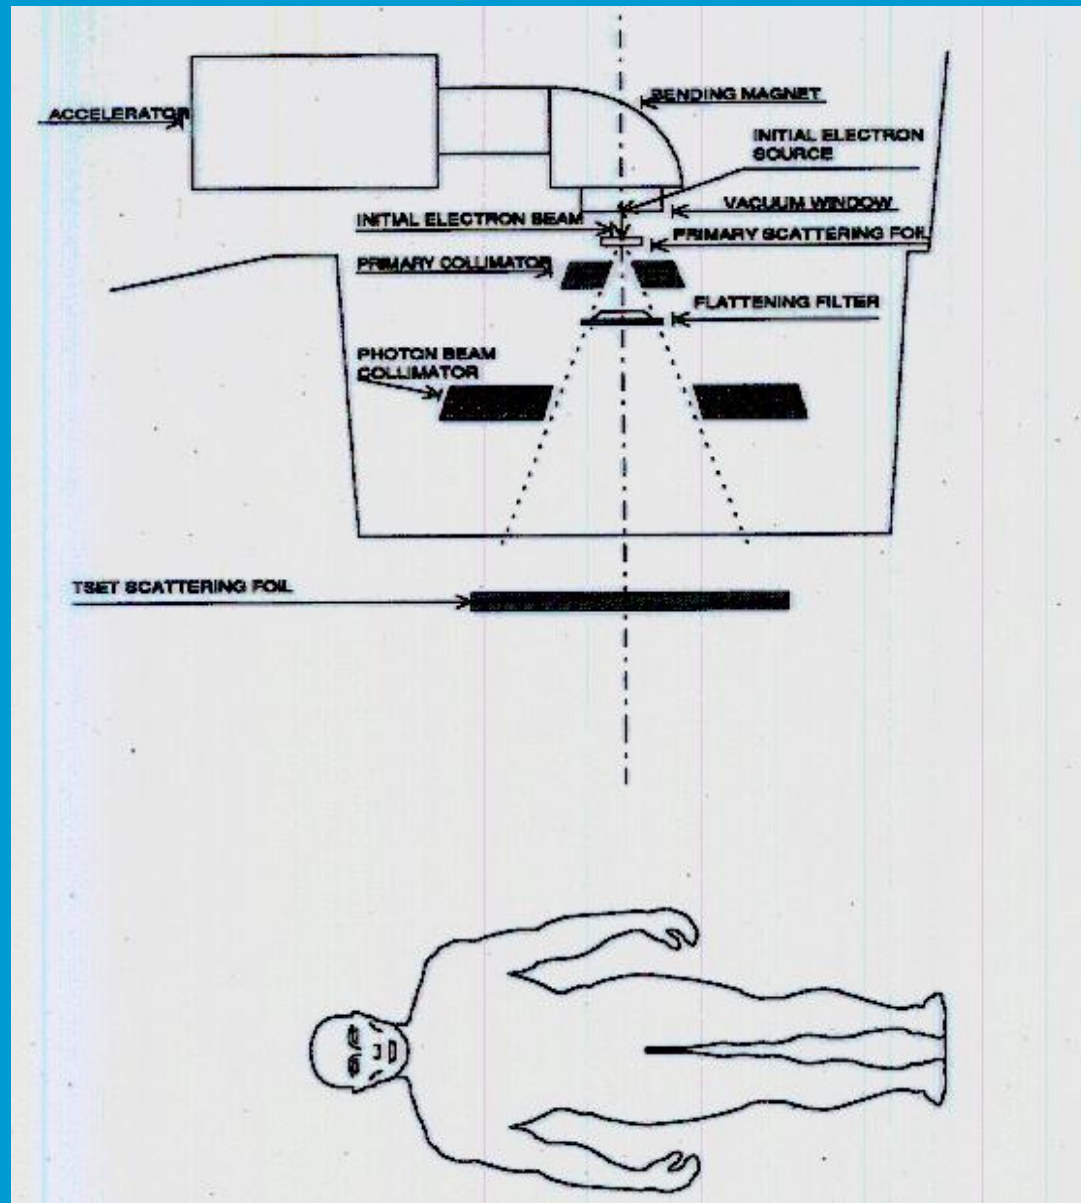 BENDING MAGNET
ACCELERATOR
INITIAL ELECTRON
SOURCE
VACUUM WINDOW
INITIAL ELECTRON BEAM
PRIMARY SCATTERING FOIL
PRIMARY COLLIMATOR
FLATTENING FILTER
PHOTON BEAM
COLLIMATOR
TSET SCATTERING FOIL